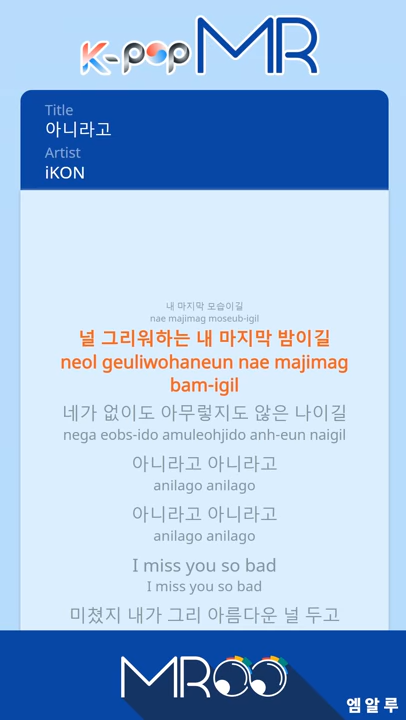 K-pop MR
Title
아니라고
Artist
iKON
내 마지막 모습이길
nae majimag moseub-igil
널 그리워하는 내 마지막 밤이길
neol geuliwohaneun nae majimag
bam-igil
네가 없이도 아무렇지도 않은 나이길
nega eobs-ido amuleohjido anh-eun naigil
아니라고 아니라고
anilago anilago
아니라고 아니라고
anilago anilago
I miss you so bad
I miss you so bad
미쳤지 내가 그리 아름다운 널 두고
MROO
엠알루